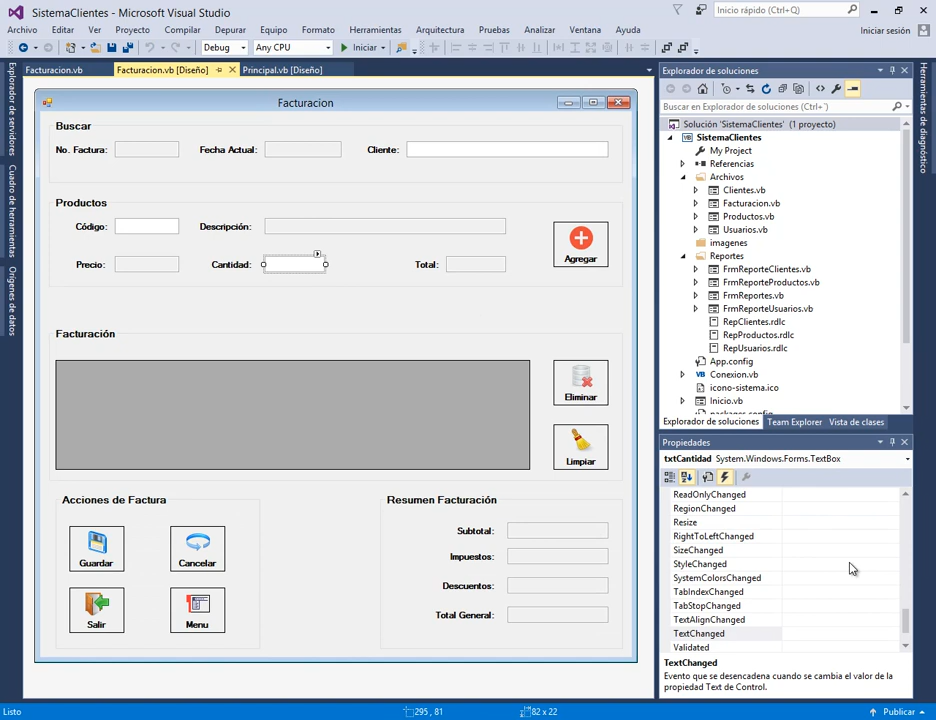 SistemaClientes - Microsoft Visual Studio
Inicio rápido (Ctrl+Q)
Archivo Editar Ver Proyecto Compilar Depurar Equipo Formato Herramientas Arquitectura Pruebas Analizar Ventana Ayuda
Iniciar sesión
Debug Any CPU Iniciar
Facturacion.vb Facturacion.vb [Diseño] Principal.vb [Diseño]
Explorador de servidores
Cuadro de herramientas
Orígenes de datos
Facturacion
Buscar
No. Factura: Fecha Actual: Cliente:
Productos
Código: Descripción:
Precio: Cantidad: Total:
Agregar
Facturación
Eliminar
Limpiar
Acciones de Factura
Guardar Cancelar
Salir Menu
Resumen Facturación
Subtotal:
Impuestos:
Descuentos:
Total General:
Explorador de soluciones
Buscar en Explorador de soluciones (Ctrl+´)
Solución 'SistemaClientes' (1 proyecto)
SistemaClientes
My Project
Referencias
Archivos
Clientes.vb
Facturacion.vb
Productos.vb
Usuarios.vb
imagenes
Reportes
FrmReporteClientes.vb
FrmReporteProductos.vb
FrmReportes.vb
FrmReporteUsuarios.vb
RepClientes.rdlc
RepProductos.rdlc
RepUsuarios.rdlc
App.config
Conexion.vb
icono-sistema.ico
Inicio.vb
packages.config
Explorador de soluciones Team Explorer Vista de clases
Propiedades
txtCantidad System.Windows.Forms.TextBox
ReadOnlyChanged
RegionChanged
Resize
RightToLeftChanged
SizeChanged
StyleChanged
SystemColorsChanged
TabIndexChanged
TabStopChanged
TextAlignChanged
TextChanged
Validated
TextChanged
Evento que se desencadena cuando se cambia el valor de la
propiedad Text de Control.
Herramientas de diagnóstico
Listo 295, 81 82 x 22 Publicar